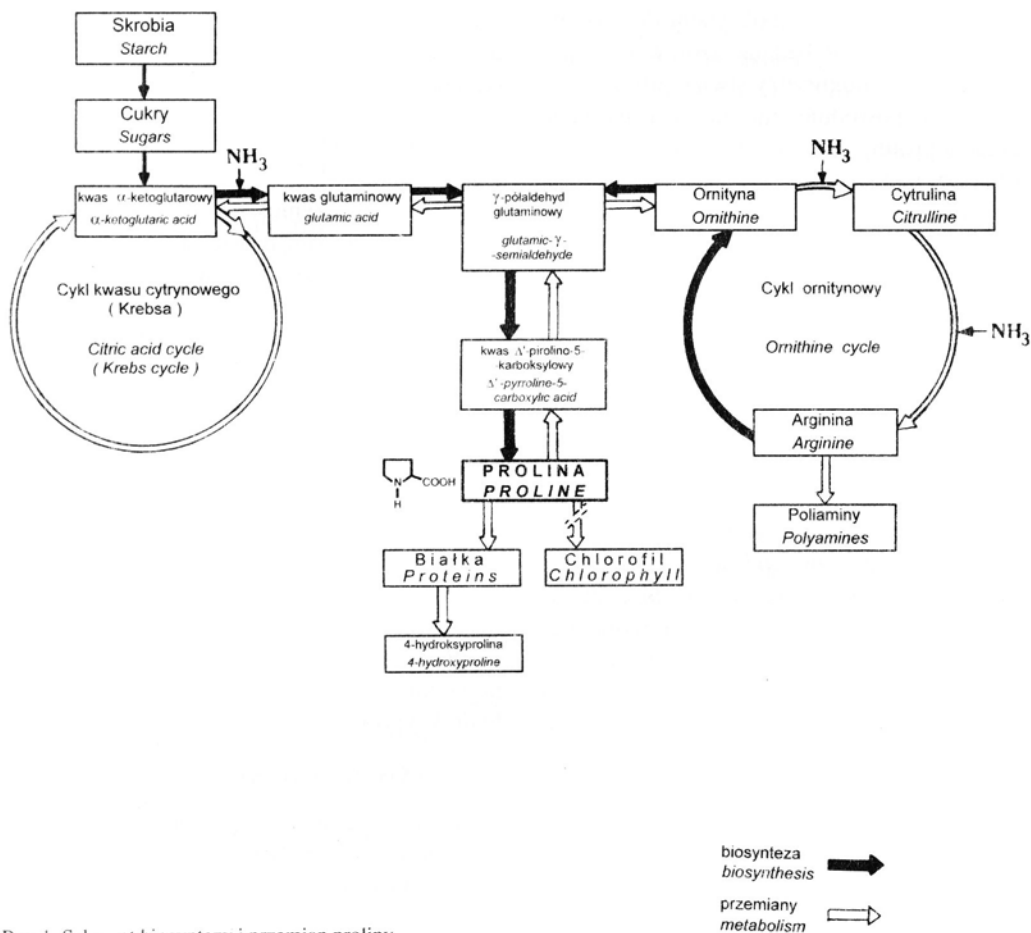 Skrobia
Starch
Cukry
Sugars
NH3
kwas α-ketoglutarowy
α-ketoglutaric acid
kwas glutaminowy
glutamic acid
γ-półaldehyd
glutaminowy
glutamic-γ-
-semialdehyde
Ornityna
Ornithine
NH3
Cytrulina
Citrulline
Cykl kwasu cytrynowego
( Krebsa )
Citric acid cycle
( Krebs cycle )
Cykl ornitynowy
Ornithine cycle
NH3
kwas Δ'-pirolino-5-
-karboksylowy
Δ'-pyrroline-5-
carboxylic acid
Arginina
Arginine
N
H
COOH
PROLINA
PROLINE
Poliaminy
Polyamines
Białka
Proteins
Chlorofil
Chlorophyll
4-hydroksyprolina
4-hydroxyproline
biosynteza
biosynthesis
przemiany
metabolism
przemian proliny